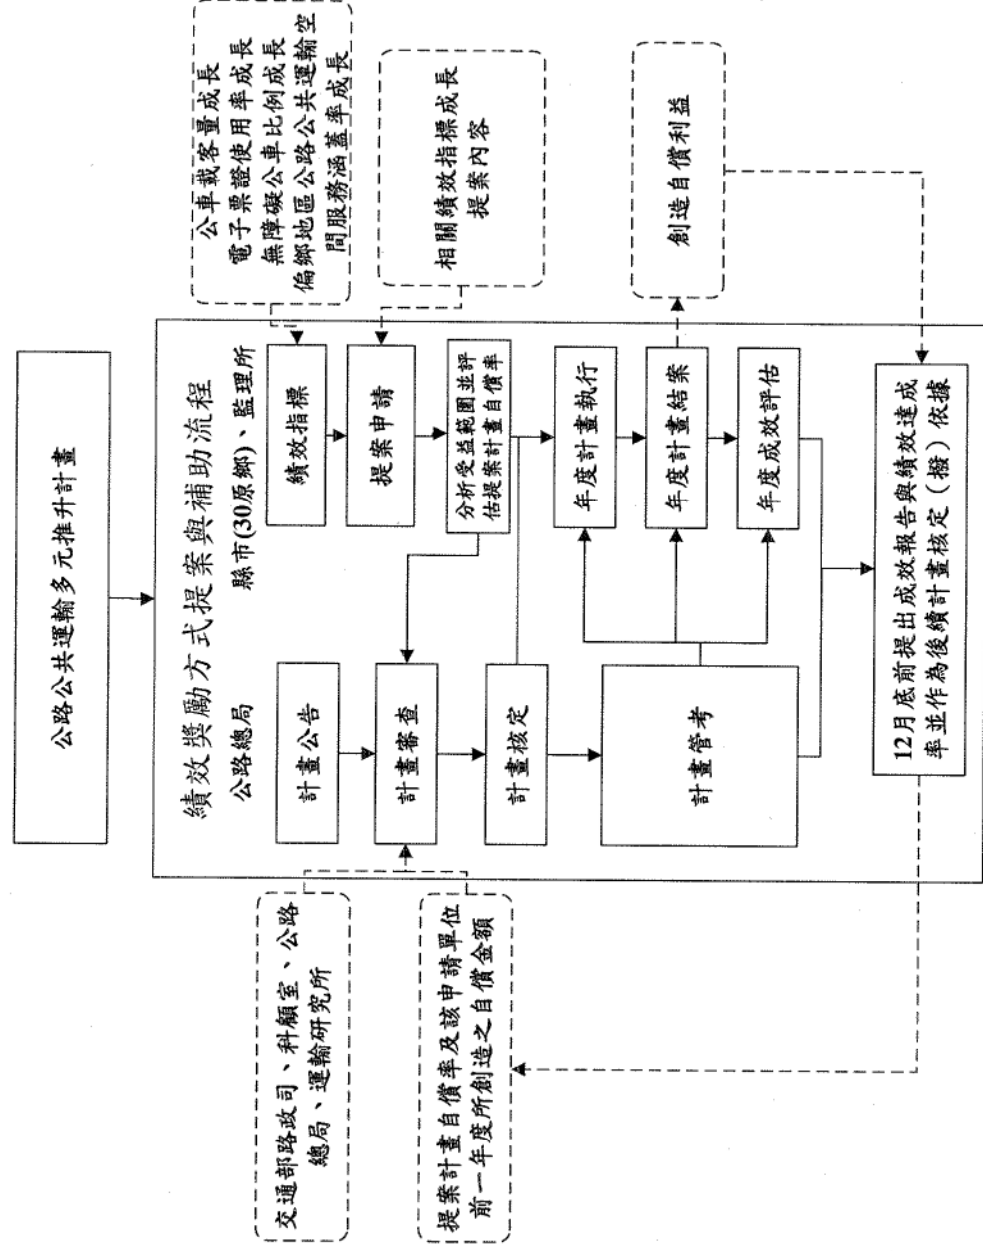 公路公共運輸多元推升計畫
績效獎勵方式提案與補助流程
公路總局
縣市(30原鄉)、監理所
計畫公告
計畫審查
計畫核定
計畫管考
績效指標
提案申請
分析受益範圍並評
估提案計畫自償率
年度計畫執行
年度計畫結案
年度成效評估
12月底前提出成效報告與績效達成
率並作為後續計畫核定（撥）依據
交通部路政司、科顧室、公路
總局、運輸研究所
提案計畫自償率及該申請單位
前一年度所創造之自償金額
公車載客量成長
電子票證使用率成長
無障礙公車比例成長
偏鄉地區公路公共運輸空
間服務涵蓋率成長
相關績效指標成長
提案內容
創造自償利益